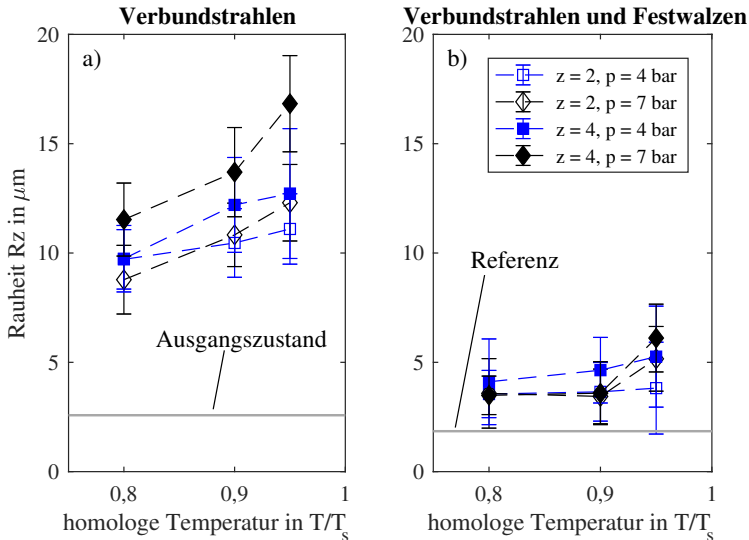 Verbundstrahlen
a)
Rauheit Rz in μm
20
15
10
5
0
Ausgangszustand
0,8
0,9
1
homologe Temperatur in T/Ts
Verbundstrahlen und Festwalzen
b)
z = 2, p = 4 bar
z = 2, p = 7 bar
z = 4, p = 4 bar
z = 4, p = 7 bar
20
15
10
5
0
Referenz
0,8
0,9
1
homologe Temperatur in T/Ts